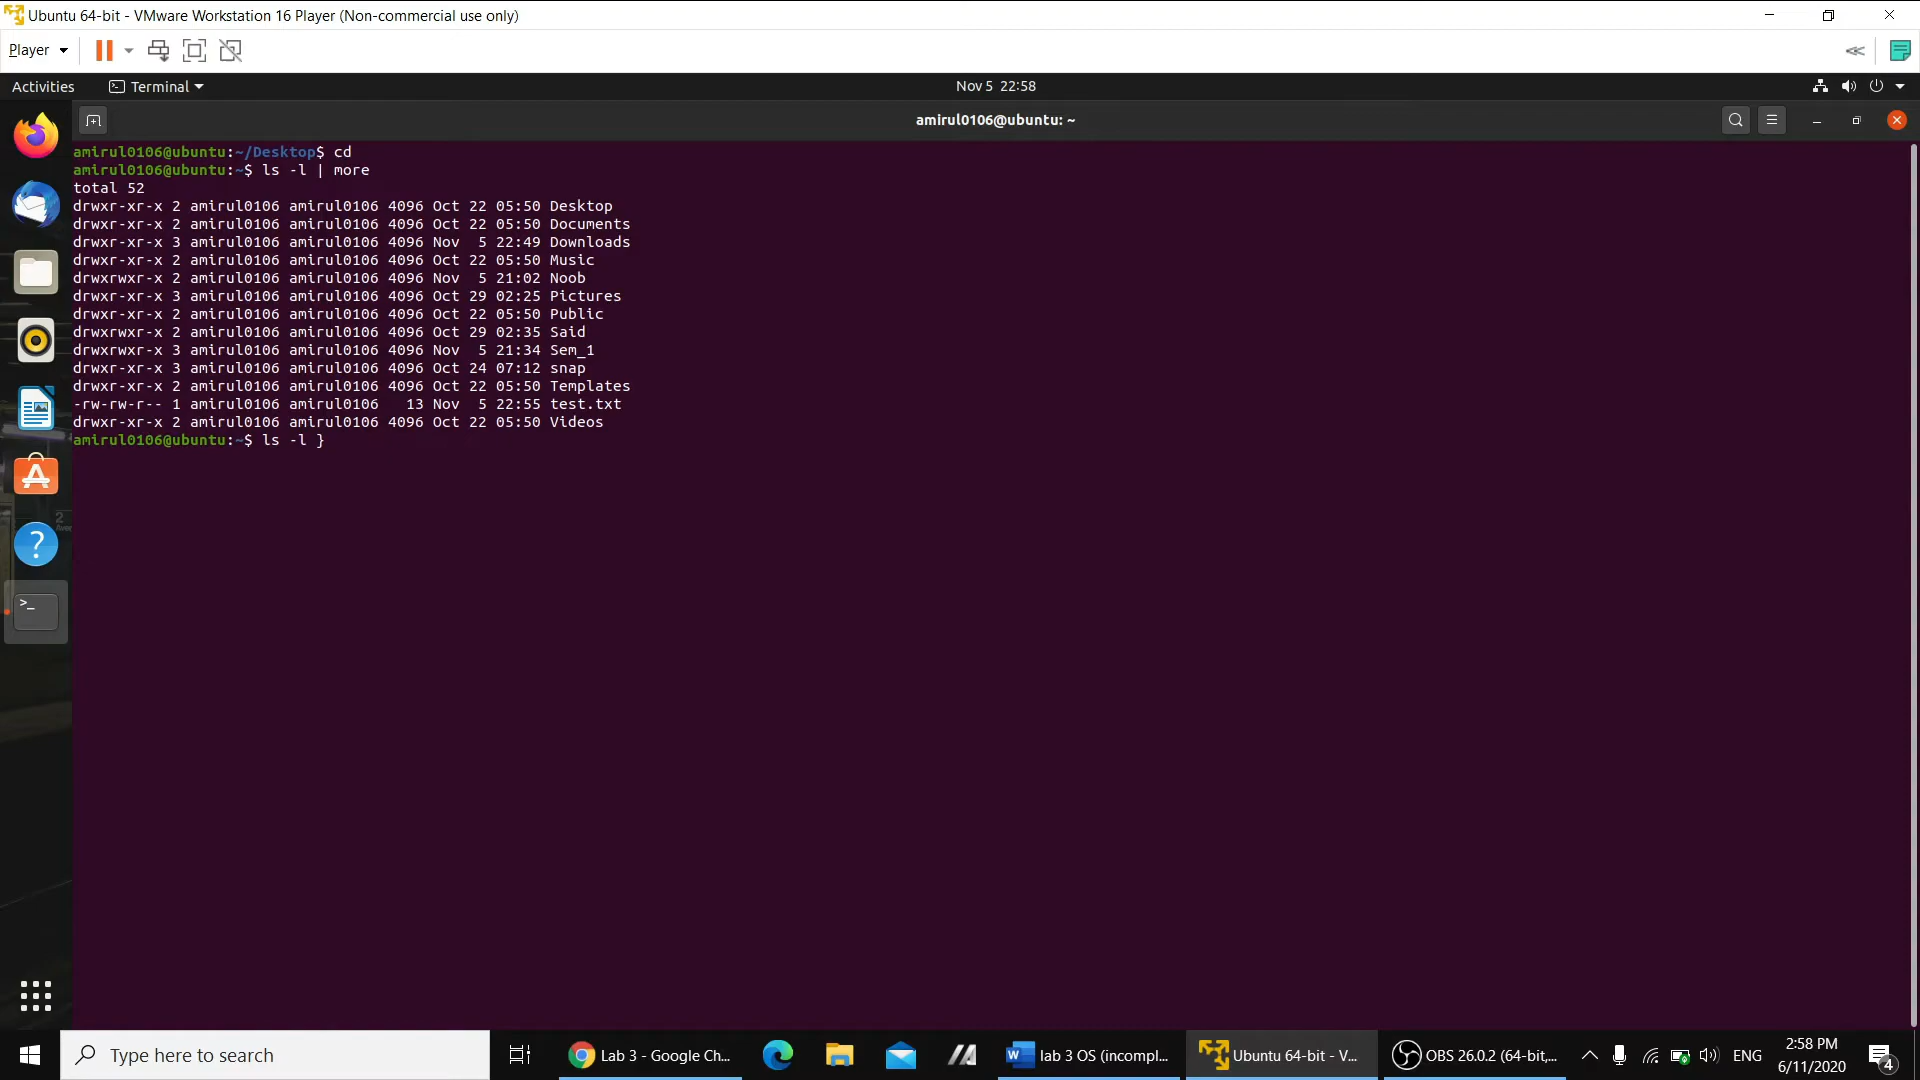 Ubuntu 64-bit - VMware Workstation 16 Player (Non-commercial use only)
Player
Activities Terminal Nov 5 22:58
amirul0106@ubuntu: ~
amirul0106@ubuntu:~/Desktop$ cd
amirul0106@ubuntu:~$ ls -l | more
total 52
drwxr-xr-x 2 amirul0106 amirul0106 4096 Oct 22 05:50 Desktop
drwxr-xr-x 2 amirul0106 amirul0106 4096 Oct 22 05:50 Documents
drwxr-xr-x 3 amirul0106 amirul0106 4096 Nov  5 22:49 Downloads
drwxr-xr-x 2 amirul0106 amirul0106 4096 Oct 22 05:50 Music
drwxrwxr-x 2 amirul0106 amirul0106 4096 Nov  5 21:02 Noob
drwxr-xr-x 3 amirul0106 amirul0106 4096 Oct 29 02:25 Pictures
drwxr-xr-x 2 amirul0106 amirul0106 4096 Oct 22 05:50 Public
drwxrwxr-x 2 amirul0106 amirul0106 4096 Oct 29 02:35 Said
drwxrwxr-x 3 amirul0106 amirul0106 4096 Nov  5 21:34 Sem_1
drwxr-xr-x 3 amirul0106 amirul0106 4096 Oct 24 07:12 snap
drwxr-xr-x 2 amirul0106 amirul0106 4096 Oct 22 05:50 Templates
-rw-rw-r-- 1 amirul0106 amirul0106   13 Nov  5 22:55 test.txt
drwxr-xr-x 2 amirul0106 amirul0106 4096 Oct 22 05:50 Videos
amirul0106@ubuntu:~$ ls -l }
Type here to search Lab 3 - Google Ch... lab 3 OS (incompl... Ubuntu 64-bit - V... OBS 26.0.2 (64-bit,... ENG 2:58 PM
6/11/2020 4